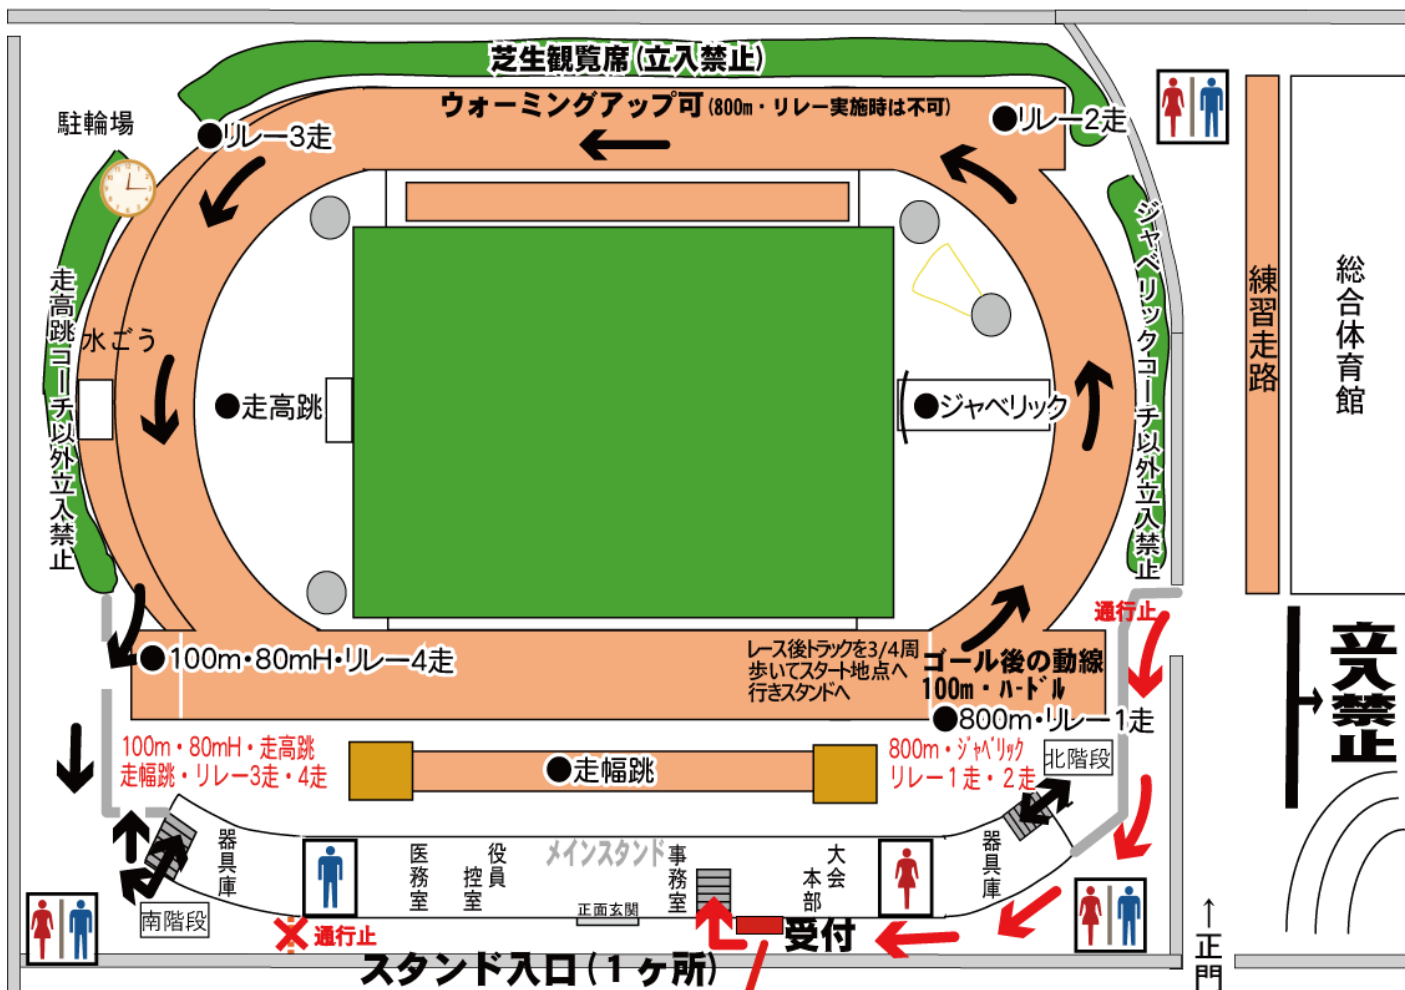 芝生観覧席(立入禁止)
ウォーミングアップ可(800m・リレー実施時は不可)
駐輪場
●リレー3走
●リレー2走
ジャベリックコーチ以外立入禁止
走高跳コーチ以外立入禁止
水ごう
●走高跳
●ジャベリック
練習走路
総合体育館
通行止
立入禁止
●100m・80mH・リレー4走
レース後トラックを3/4周
歩いてスタート地点へ
行きスタンドへ
ゴール後の動線
100m・ハードル
●800m・リレー1走
100m・80mH・走高跳
走幅跳・リレー3走・4走
●走幅跳
800m・ジャベリック
リレー1走・2走
北階段
器具庫
医務室
役員
控室
メインスタンド
事務室
大会
本部
器具庫
南階段
正面玄関
通行止
受付
スタンド入口(1ヶ所)
↑正門